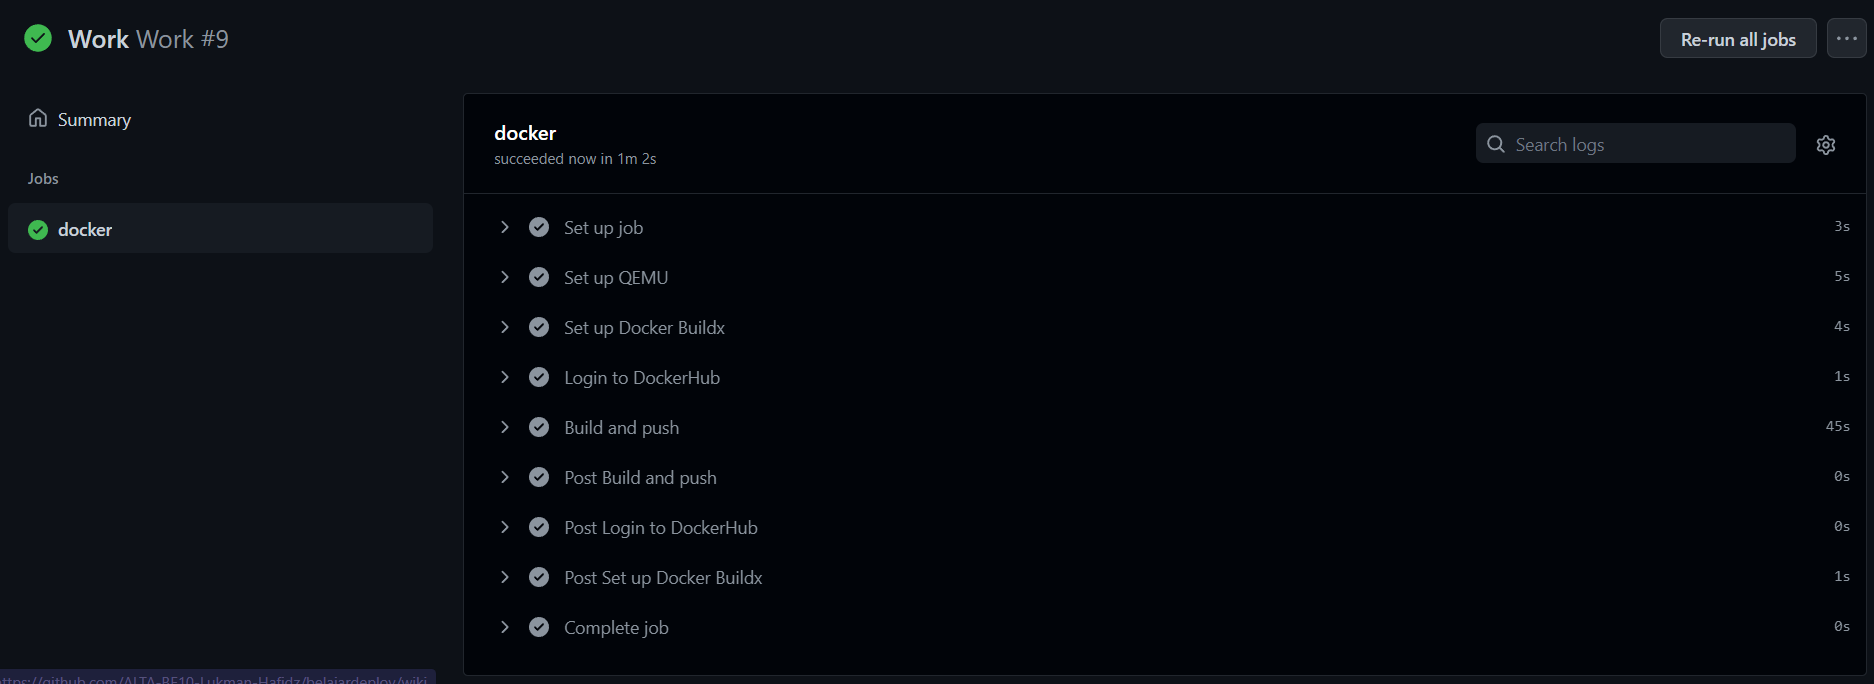 Work Work #9
Re-run all jobs
Summary
Jobs
docker
docker
succeeded now in 1m 2s
Search logs
Set up job 3s
Set up QEMU 5s
Set up Docker Buildx 4s
Login to DockerHub 1s
Build and push 45s
Post Build and push 0s
Post Login to DockerHub 0s
Post Set up Docker Buildx 1s
Complete job 0s
ttps://github.com/ALTA-BE10-Lukman-Hafidz/belajardeploy/wiki